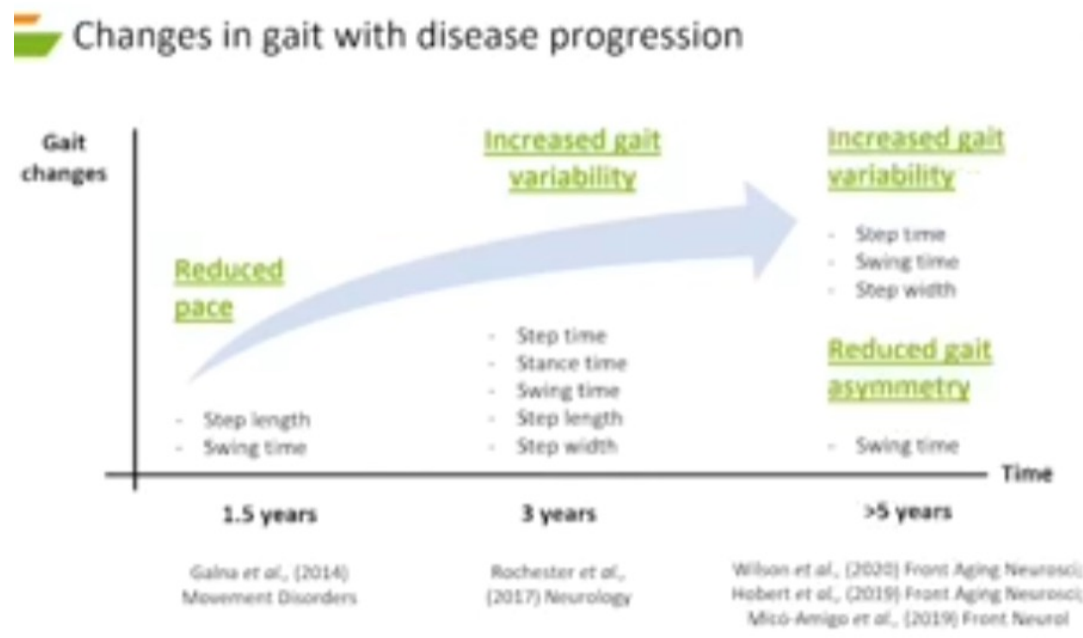 Changes in gait with disease progression
Gait
changes
Reduced
pace
- Step length
- Swing time
Increased gait
variability
- Step time
- Stance time
- Swing time
- Step length
- Step width
Increased gait
variability
- Step time
- Swing time
- Step width
Reduced gait
asymmetry
- Swing time
Time
1.5 years
3 years
>5 years
Galna et al., (2014)
Movement Disorders
Rochester et al.,
(2017) Neurology
Wilson et al., (2020) Front Aging Neurosci;
Hobert et al., (2019) Front Aging Neurosci;
Micó-Amigo et al., (2019) Front Neurol